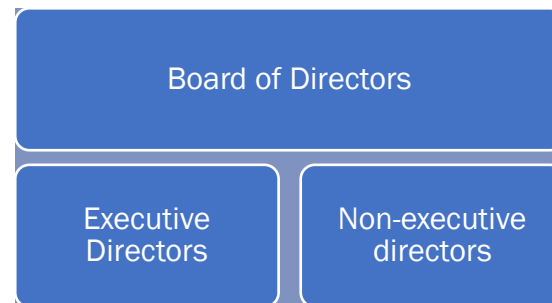 Board of Directors
Executive
Directors
Non-executive
directors